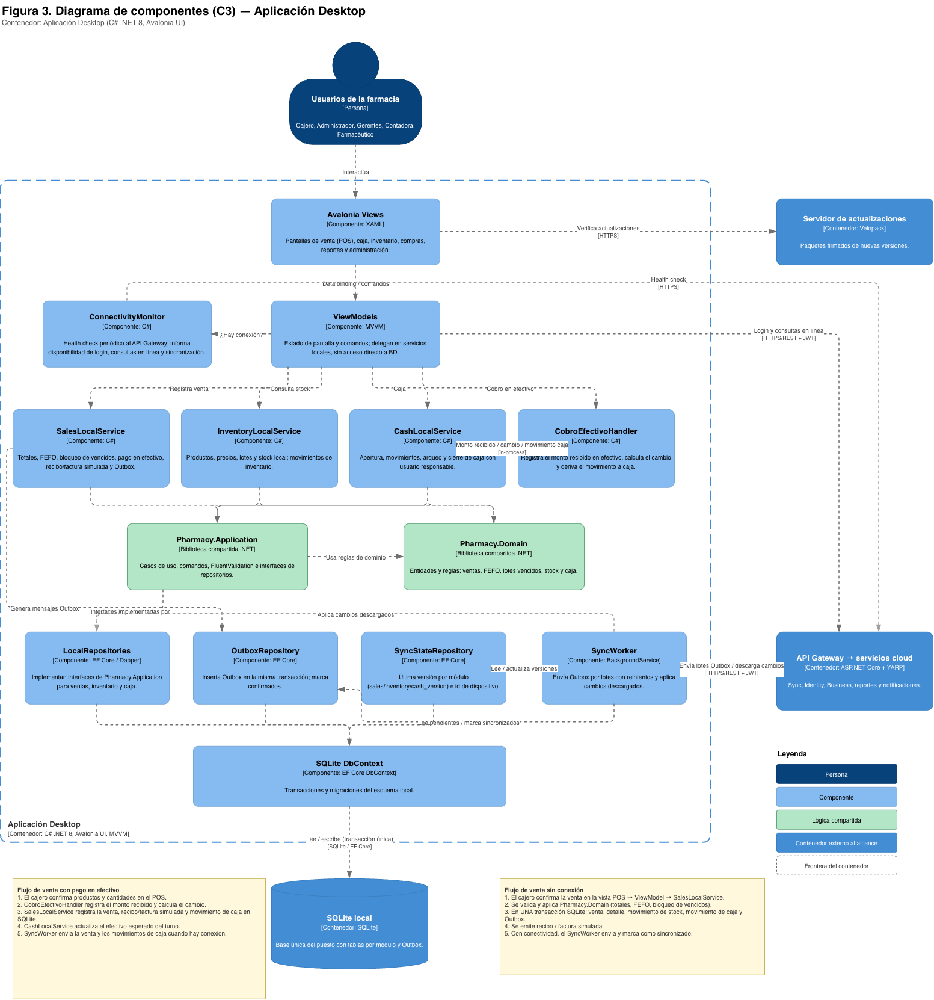 Figura 3. Diagrama de componentes (C3) — Aplicación Desktop
Contenedor: Aplicación Desktop (C# .NET 8, Avalonia UI)
Usuarios de la farmacia
[Persona]
Cajero, Administrador, Gerentes, Contadora,
Farmacéutico
Interactúa
Avalonia Views
[Componente: XAML]
Pantallas de venta (POS), caja, inventario, compras,
reportes y administración.
Verifica actualizaciones
[HTTPS]
Servidor de actualizaciones
[Contenedor: Velopack]
Paquetes firmados de nuevas versiones.
Data binding / comandos
Health check
[HTTPS]
ConnectivityMonitor
[Componente: C#]
Health check periódico al API Gateway; informa
disponibilidad de login, consultas en línea y sincronización.
¿Hay conexión?
ViewModels
[Componente: MVVM]
Estado de pantalla y comandos; delegan en servicios
locales, sin acceso directo a BD.
Login y consultas en línea
[HTTPS/REST + JWT]
Registra venta
Consulta stock
Caja
Cobro en efectivo
SalesLocalService
[Componente: C#]
Totales, FEFO, bloqueo de vencidos, pago en efectivo,
recibo/factura simulada y Outbox.
InventoryLocalService
[Componente: C#]
Productos, precios, lotes y stock local; movimientos de
inventario.
CashLocalService
[Componente: C#]
Apertura, movimientos, arqueo y cierre de caja con
usuario responsable.
Monto recibido / cambio / movimiento caja
[in-process]
CobroEfectivoHandler
[Componente: C#]
Registra el monto recibido en efectivo, calcula el cambio
y deriva el movimiento a caja.
Pharmacy.Application
[Biblioteca compartida .NET]
Casos de uso, comandos, FluentValidation e interfaces de
repositorios.
Usa reglas de dominio
Pharmacy.Domain
[Biblioteca compartida .NET]
Entidades y reglas: ventas, FEFO, lotes vencidos, stock y caja.
Genera mensajes Outbox
Interfaces implementadas por
Aplica cambios descargados
LocalRepositories
[Componente: EF Core / Dapper]
Implementan interfaces de Pharmacy.Application
para ventas, inventario y caja.
OutboxRepository
[Componente: EF Core]
Inserta Outbox en la misma transacción; marca
confirmados.
SyncStateRepository
[Componente: EF Core]
Última versión por módulo
(sales/inventory/cash_version) e id de dispositivo.
Lee / actualiza versiones
SyncWorker
[Componente: BackgroundService]
Envía Outbox por lotes con reintentos y aplica
cambios descargados.
Envía lotes Outbox / descarga cambios
[HTTPS/REST + JWT]
API Gateway → servicios cloud
[Contenedor: ASP.NET Core + YARP]
Sync, Identity, Business, reportes y notificaciones.
Lee pendientes / marca sincronizados
SQLite DbContext
[Componente: EF Core DbContext]
Transacciones y migraciones del esquema local.
Aplicación Desktop
[Contenedor: C# .NET 8, Avalonia UI, MVVM]
Lee / escribe (transacción única)
[SQLite / EF Core]
Leyenda
Persona
Componente
Lógica compartida
Contenedor externo al alcance
Frontera del contenedor
Flujo de venta con pago en efectivo
1. El cajero confirma productos y cantidades en el POS.
2. CobroEfectivoHandler registra el monto recibido y calcula el cambio.
3. SalesLocalService registra la venta, recibo/factura simulada y movimiento de caja en
SQLite.
4. CashLocalService actualiza el efectivo esperado del turno.
5. SyncWorker envía la venta y los movimientos de caja cuando hay conexión.
SQLite local
[Contenedor: SQLite]
Base única del puesto con tablas por módulo y Outbox.
Flujo de venta sin conexión
1. El cajero confirma la venta en la vista POS → ViewModel → SalesLocalService.
2. Se valida y aplica Pharmacy.Domain (totales, FEFO, bloqueo de vencidos).
3. En UNA transacción SQLite: venta, detalle, movimiento de stock, movimiento de caja y
Outbox.
4. Se emite recibo / factura simulada.
5. Con conectividad, el SyncWorker envía y marca como sincronizado.